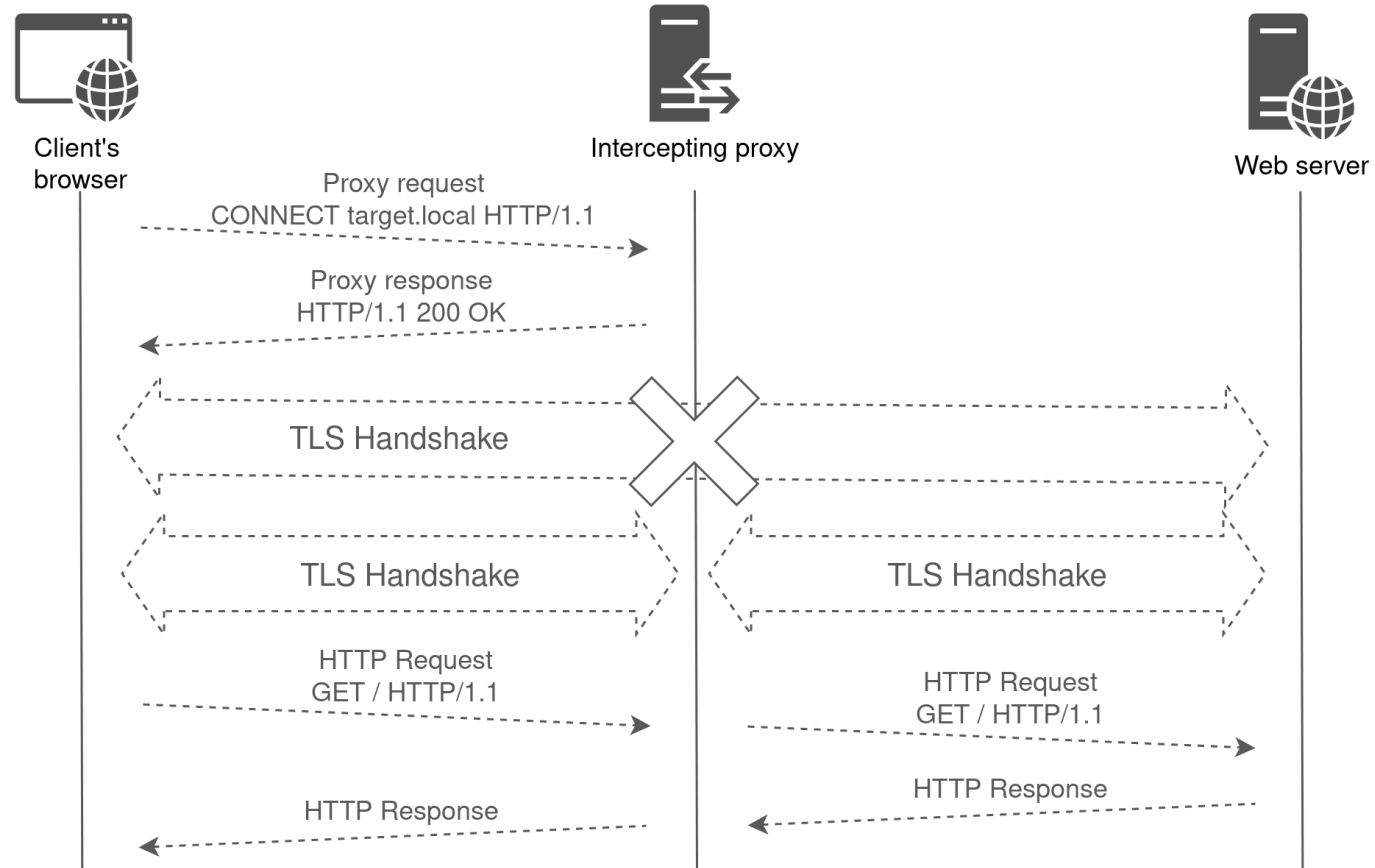 Client's
browser
Intercepting proxy
Web server
Proxy request
CONNECT target.local HTTP/1.1
Proxy response
HTTP/1.1 200 OK
TLS Handshake
TLS Handshake
TLS Handshake
HTTP Request
GET / HTTP/1.1
HTTP Request
GET / HTTP/1.1
HTTP Response
HTTP Response